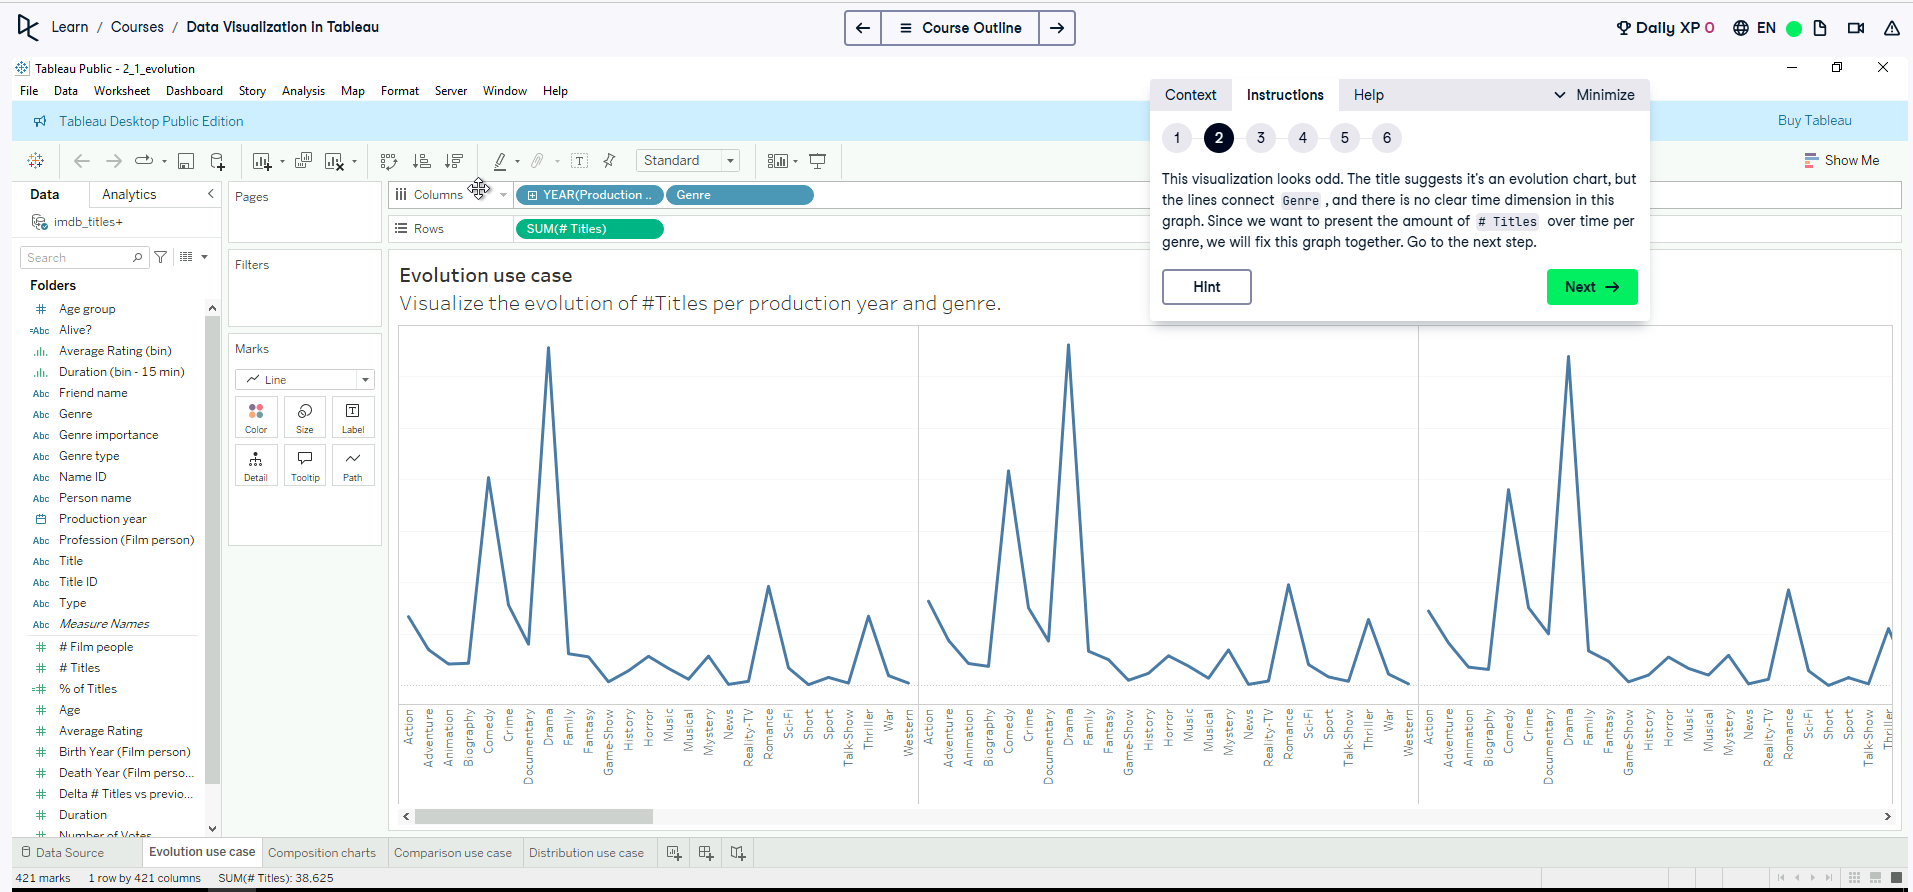 Learn / Courses / Data Visualization in Tableau
Course Outline
Daily XP 0
EN
Tableau Public - 2_1_evolution
File Data Worksheet Dashboard Story Analysis Map Format Server Window Help
Tableau Desktop Public Edition
Buy Tableau
Standard
Show Me
Context Instructions Help Minimize
1 2 3 4 5 6
This visualization looks odd. The title suggests it's an evolution chart, but
the lines connect Genre , and there is no clear time dimension in this
graph. Since we want to present the amount of # Titles over time per
genre, we will fix this graph together. Go to the next step.
Hint
Next
Data Analytics
imdb_titles+
Search
Folders
# Age group
=Abc Alive?
Average Rating (bin)
Duration (bin - 15 min)
Abc Friend name
Abc Genre
Abc Genre importance
Abc Genre type
Abc Name ID
Abc Person name
Production year
Abc Profession (Film person)
Abc Title
Abc Title ID
Abc Type
Abc Measure Names
# # Film people
# # Titles
=# % of Titles
# Age
# Average Rating
# Birth Year (Film person)
# Death Year (Film perso...
# Delta # Titles vs previo...
# Duration
# Number of Votes
Pages
Filters
Marks
Line
Color Size Label
Detail Tooltip Path
Columns YEAR(Production .. Genre
Rows SUM(# Titles)
Evolution use case
Visualize the evolution of #Titles per production year and genre.
Action
Adventure
Animation
Biography
Comedy
Crime
Documentary
Drama
Family
Fantasy
Game-Show
History
Horror
Music
Musical
Mystery
News
Reality-TV
Romance
Sci-Fi
Short
Sport
Talk-Show
Thriller
War
Western
Action
Adventure
Animation
Biography
Comedy
Crime
Documentary
Drama
Family
Fantasy
Game-Show
History
Horror
Music
Musical
Mystery
News
Reality-TV
Romance
Sci-Fi
Sport
Talk-Show
Thriller
War
Western
Action
Adventure
Animation
Biography
Comedy
Crime
Documentary
Drama
Family
Fantasy
Game-Show
History
Horror
Music
Musical
Mystery
News
Reality-TV
Romance
Sci-Fi
Short
Sport
Talk-Show
Thriller
Data Source Evolution use case Composition charts Comparison use case Distribution use case
421 marks 1 row by 421 columns SUM(# Titles): 38,625